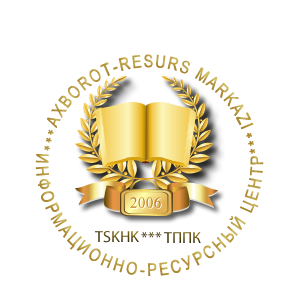 ***AXBOROT-RESURS MARKAZI***
2006
TSKHK***ТППК
ИНФОРМАЦИОННО-РЕСУРСНЫЙ ЦЕНТР